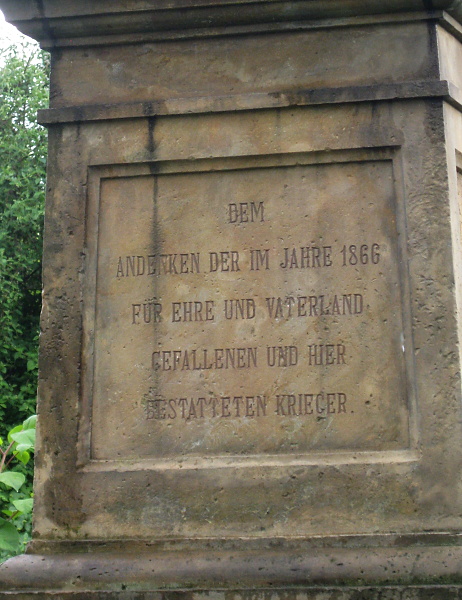 DEM
ANDENKEN DER IM JAHRE 1866
FÜR EHRE UND VATERLAND
GEFALLENEN UND HIER
BESTATTETEN KRIEGER.